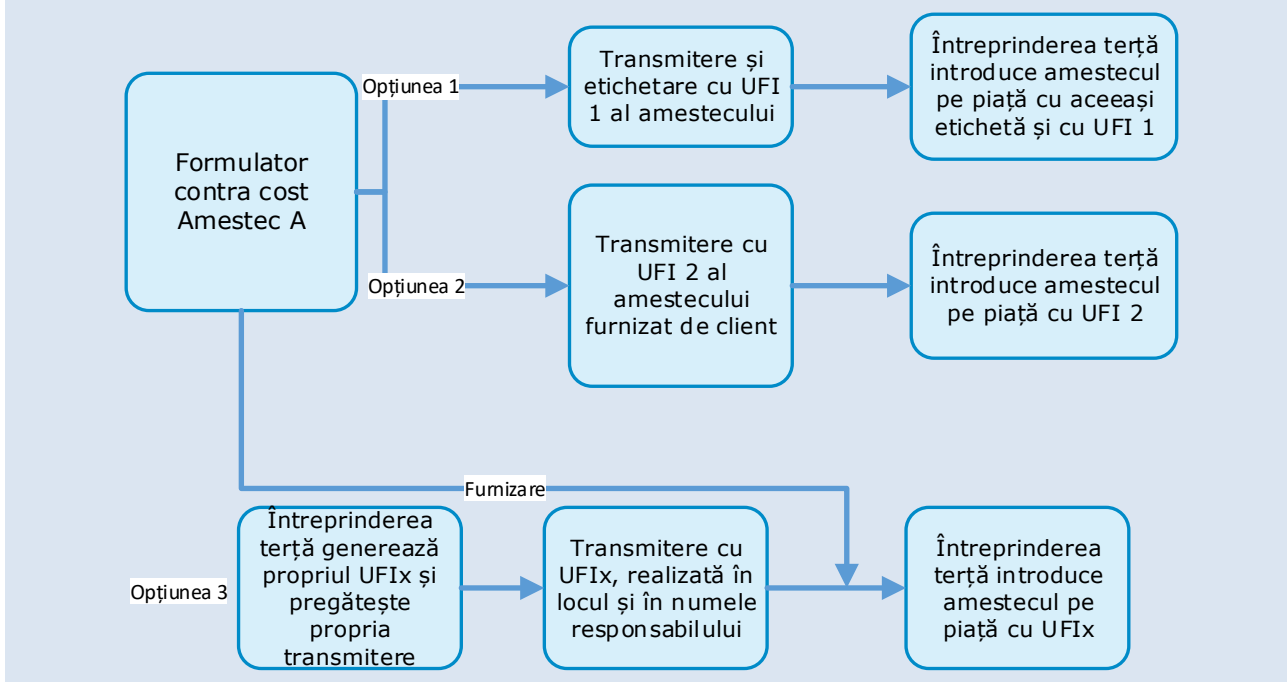 Formulator
contra cost
Amestec A
Opțiunea 1
Transmitere și
etichetare cu UFI
1 al amestecului
Întreprinderea terță
introduce amestecul
pe piață cu aceeași
etichetă și cu UFI 1
Opțiunea 2
Transmitere cu
UFI 2 al
amestecului
furnizat de client
Întreprinderea terță
introduce amestecul
pe piață cu UFI 2
Furnizare
Opțiunea 3
Întreprinderea
terță generează
propriul UFIx și
pregătește
propria
transmitere
Transmitere cu
UFIx, realizată în
locul și în numele
responsabilului
Întreprinderea
terță introduce
amestecul pe
piață cu UFIx